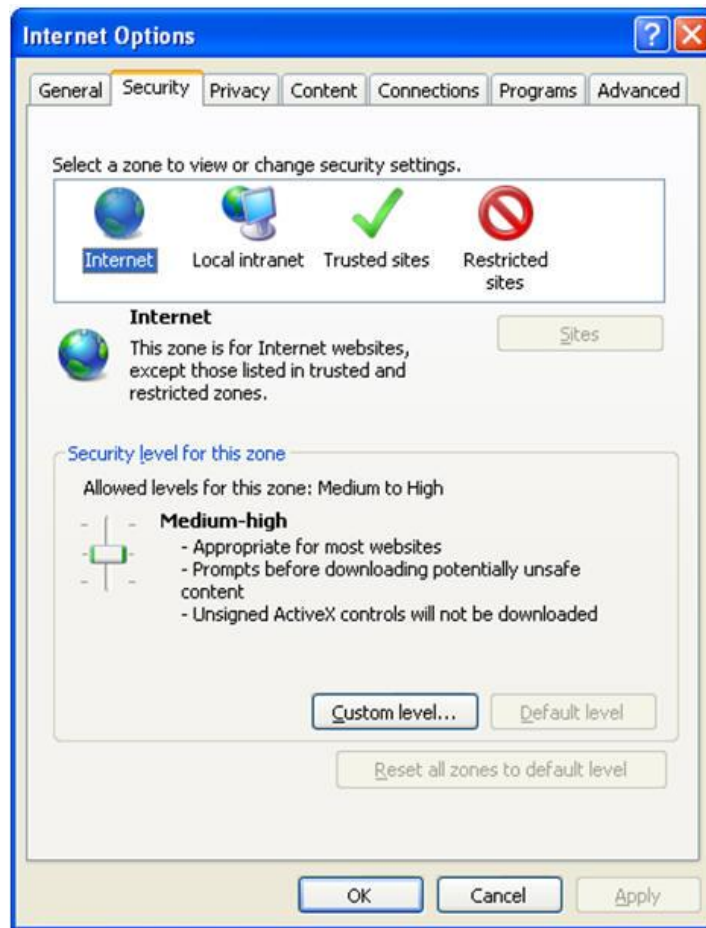 Internet Options
General Security Privacy Content Connections Programs Advanced
Select a zone to view or change security settings.
Internet Local intranet Trusted sites Restricted
sites
Internet
Sites
This zone is for Internet websites,
except those listed in trusted and
restricted zones.
Security level for this zone
Allowed levels for this zone: Medium to High
Medium-high
- Appropriate for most websites
- Prompts before downloading potentially unsafe
content
- Unsigned ActiveX controls will not be downloaded
Custom level... Default level
Reset all zones to default level
OK Cancel Apply